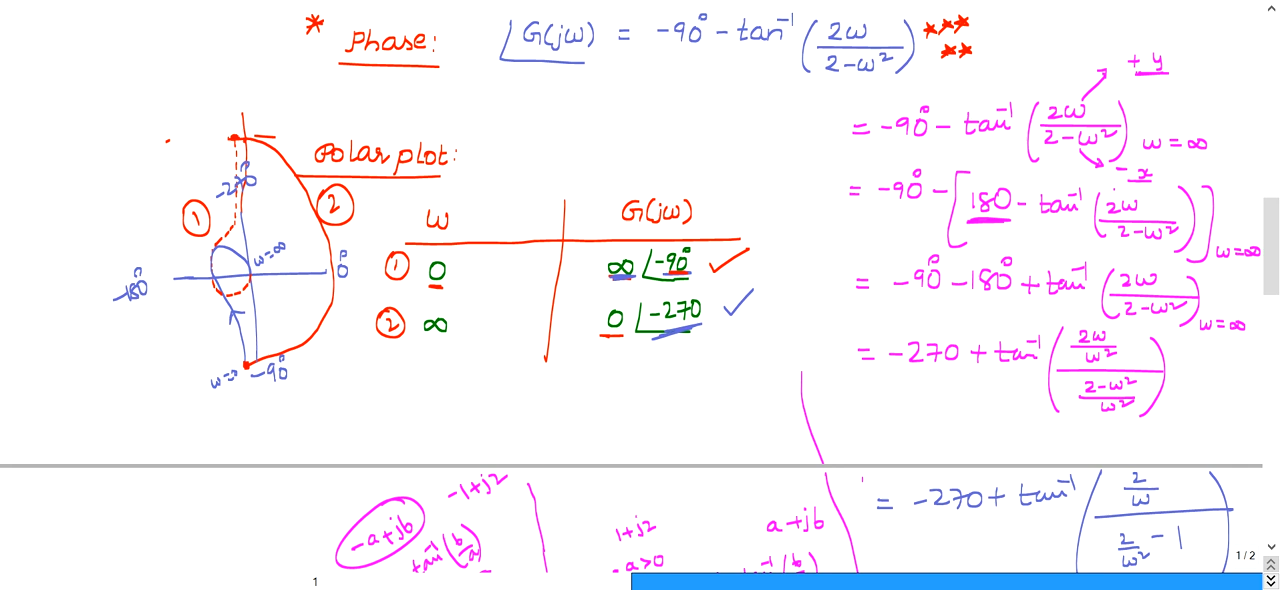 * Phase: ∠G(jω) = -90° - tan⁻¹(2ω/(2-ω²)) *****
+y
= -90° - tan⁻¹(2ω/(2-ω²)) ω=∞
-x
Polar plot:
-270°
= -90° - [180 - tan⁻¹(2ω/(2-ω²))] ω=∞
① ②
ω G(jω)
ω=∞
-180° 0°
① 0 ∞∠-90° ✓
= -90° - 180° + tan⁻¹(2ω/(2-ω²)) ω=∞
② ∞ 0∠-270 ✓
= -270 + tan⁻¹((2ω/ω²)/((2-ω²)/ω²))
ω=0 -90°
-1+j2
= -270 + tan⁻¹((2/ω)/(2/ω² - 1))
-a+jb
1+j2 a+jb
tan⁻¹(b/a)
-a>0
tan⁻¹(b/
1 / 2
1